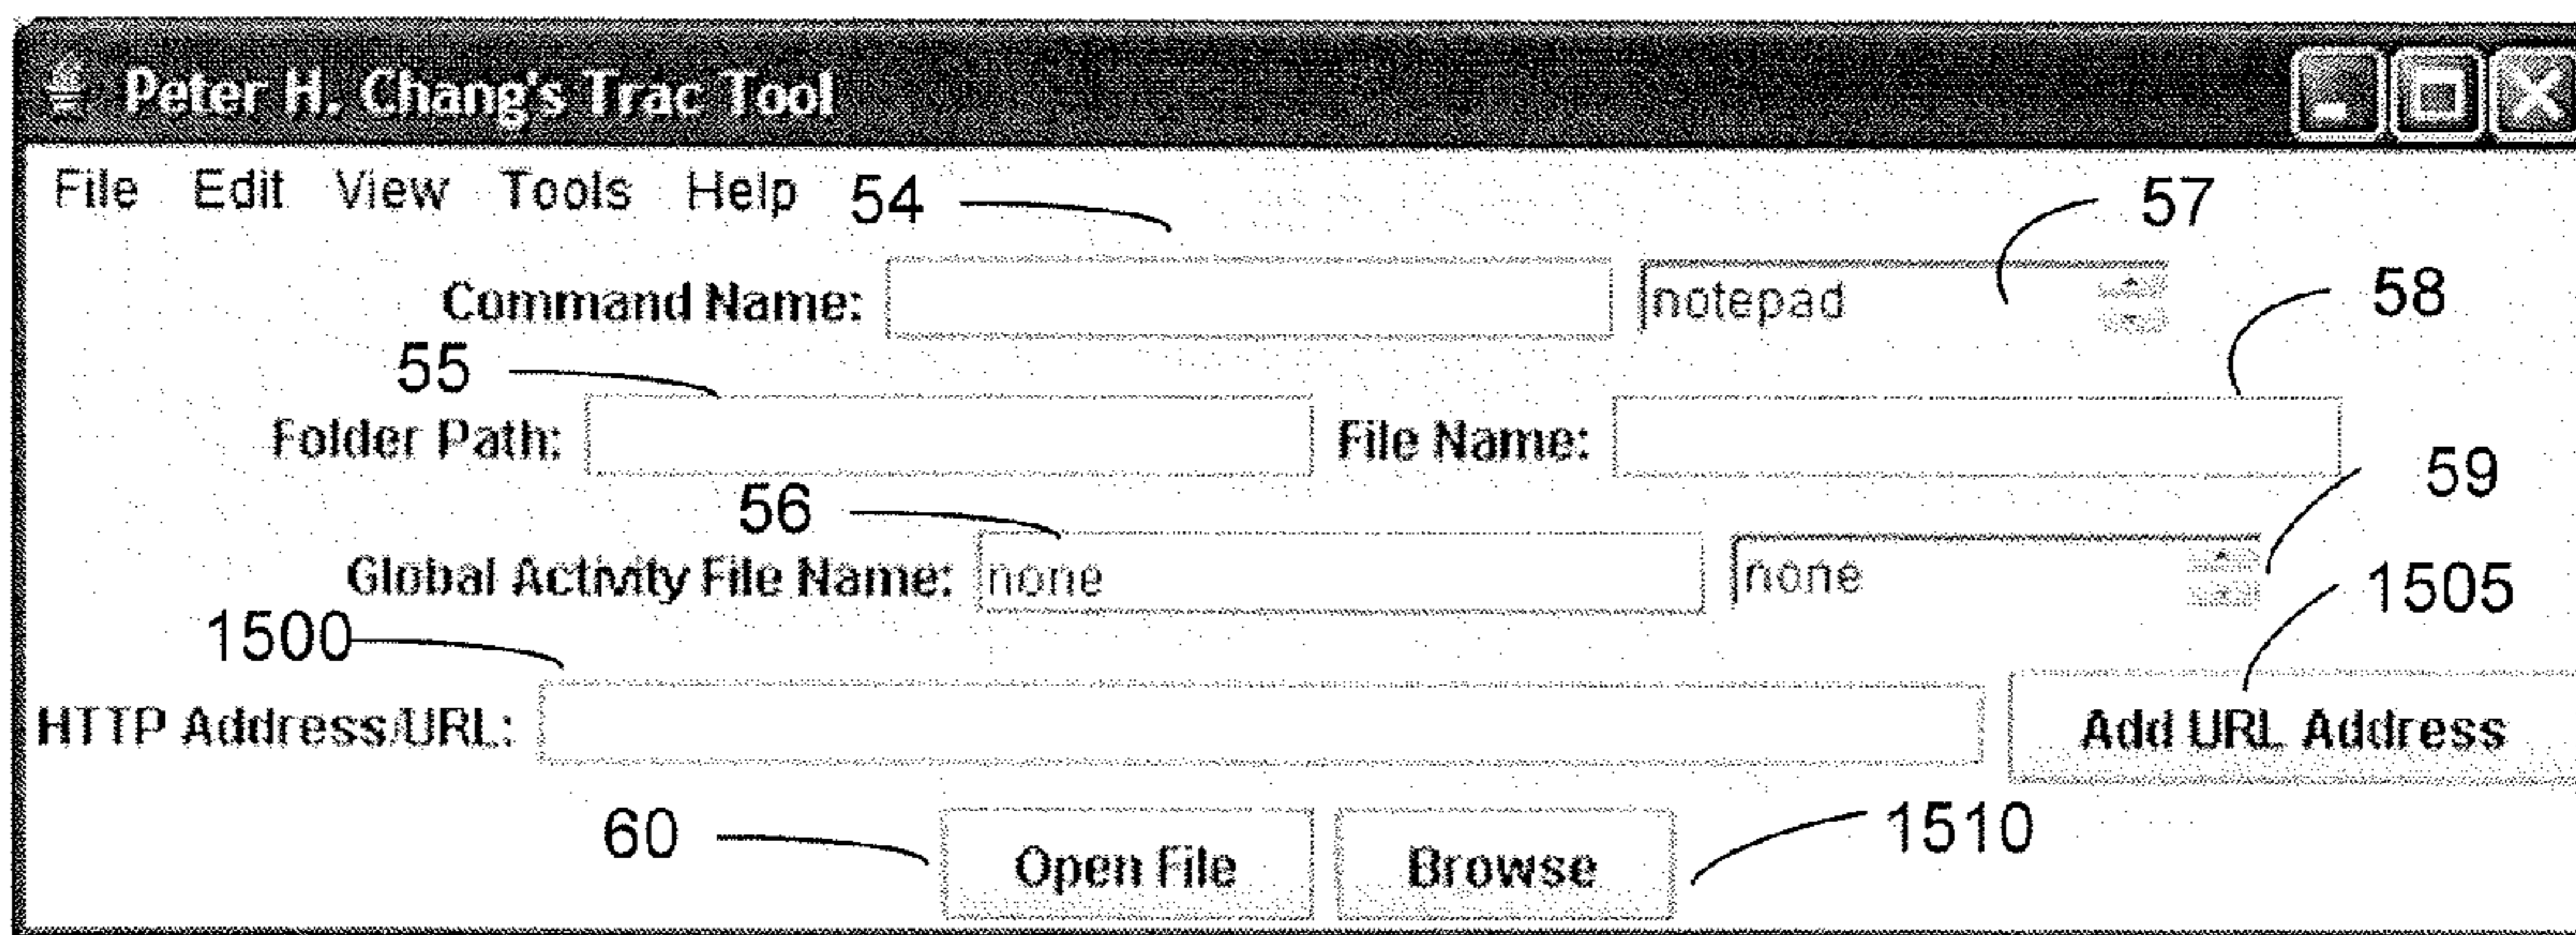 Peter H. Chang's Trac Tool
File Edit View Tools Help
54
57
Command Name:
notepad
58
55
Folder Path:
File Name:
59
56
Global Activity File Name:
none
none
1505
1500
HTTP Address/URL:
Add URL Address
60
Open File
Browse
1510